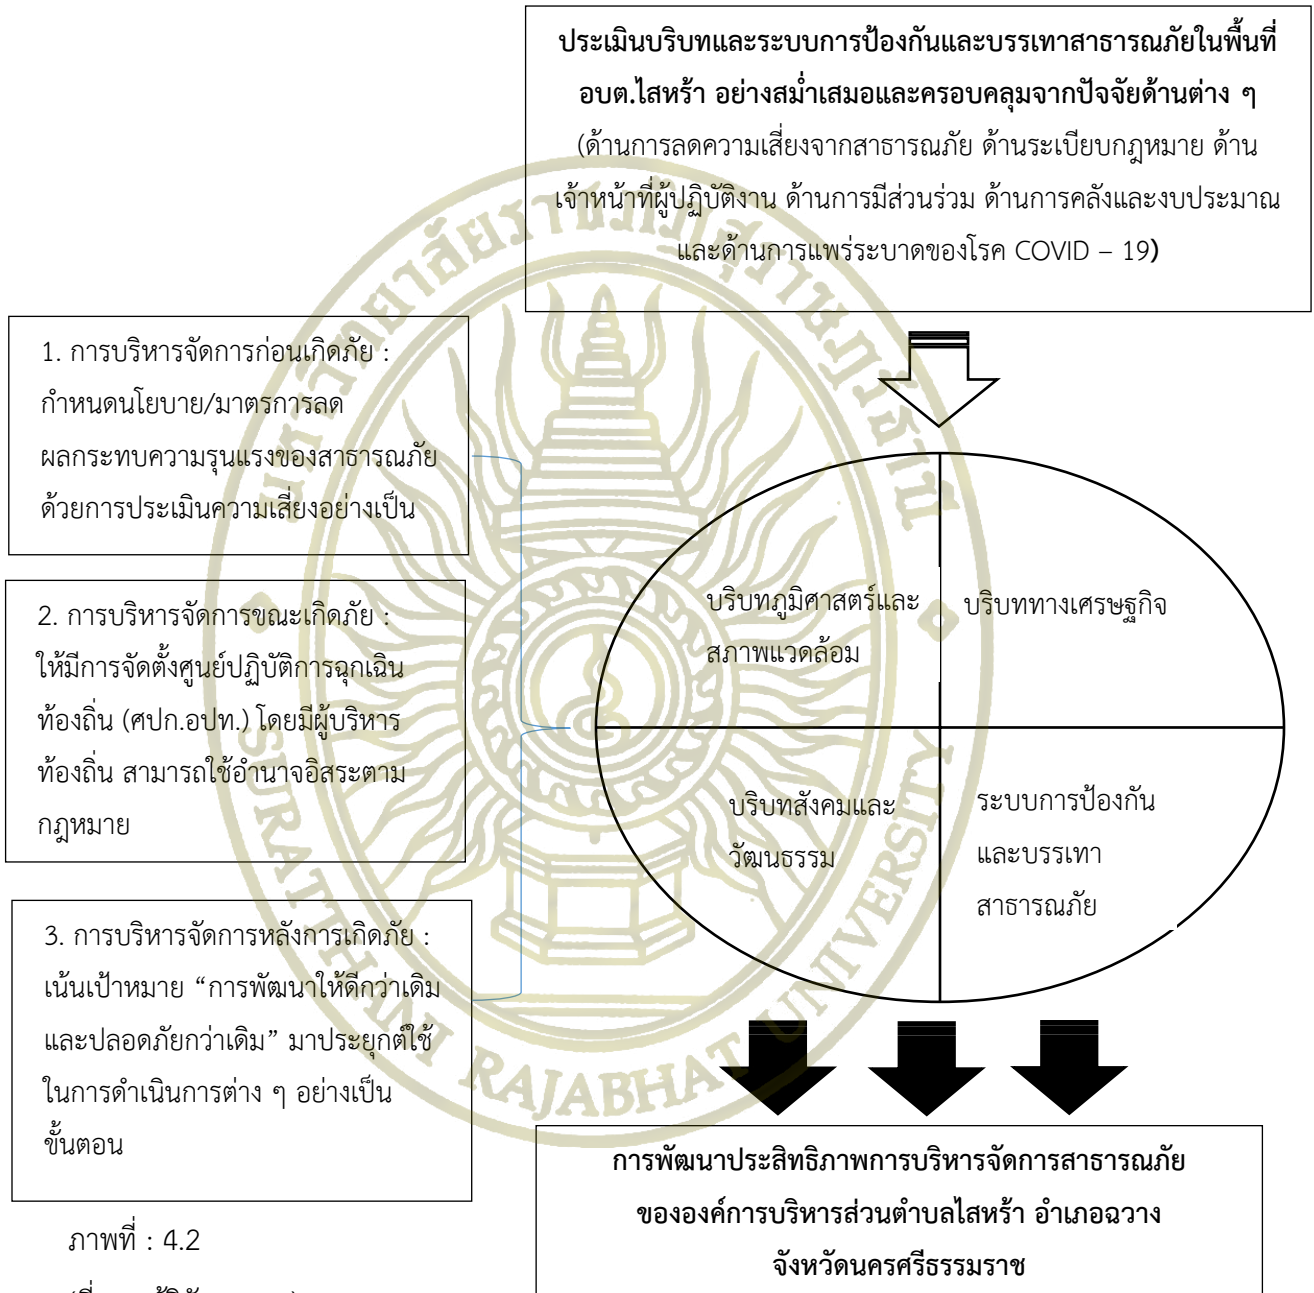 ประเมินบริบทและระบบการป้องกันและบรรเทาสาธารณภัยในพื้นที่
อบต.ไสหร้า อย่างสม่ำเสมอและครอบคลุมจากปัจจัยด้านต่าง ๆ
(ด้านการลดความเสี่ยงจากสาธารณภัย ด้านระเบียบกฎหมาย ด้าน
เจ้าหน้าที่ผู้ปฏิบัติงาน ด้านการมีส่วนร่วม ด้านการคลังและงบประมาณ
และด้านการแพร่ระบาดของโรค COVID – 19)
1. การบริหารจัดการก่อนเกิดภัย :
กำหนดนโยบาย/มาตรการลด
ผลกระทบความรุนแรงของสาธารณภัย
ด้วยการประเมินความเสี่ยงอย่างเป็น
2. การบริหารจัดการขณะเกิดภัย :
ให้มีการจัดตั้งศูนย์ปฏิบัติการฉุกเฉิน
ท้องถิ่น (ศปก.อปท.) โดยมีผู้บริหาร
ท้องถิ่น สามารถใช้อำนาจอิสระตาม
กฎหมาย
3. การบริหารจัดการหลังการเกิดภัย :
เน้นเป้าหมาย “การพัฒนาให้ดีกว่าเดิม
และปลอดภัยกว่าเดิม” มาประยุกต์ใช้
ในการดำเนินการต่าง ๆ อย่างเป็น
ขั้นตอน
บริบทภูมิศาสตร์และ
สภาพแวดล้อม
บริบททางเศรษฐกิจ
บริบทสังคมและ
วัฒนธรรม
ระบบการป้องกัน
และบรรเทา
สาธารณภัย
การพัฒนาประสิทธิภาพการบริหารจัดการสาธารณภัย
ขององค์การบริหารส่วนตำบลไสหร้า อำเภอฉวาง
จังหวัดนครศรีธรรมราช
ภาพที่ : 4.2
มหาวิทยาลัยราชภัฏสุราษฎร์ธานี
SURATTHANI RAJABHAT UNIVERSITY